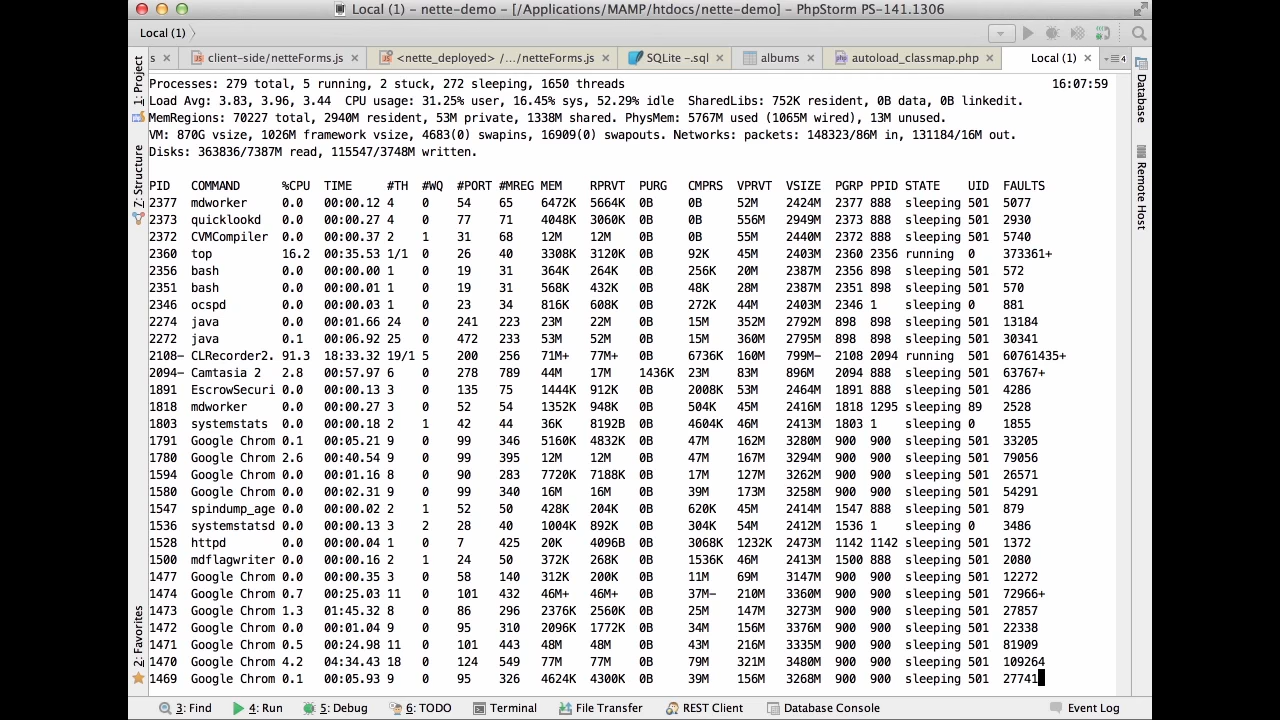 Local (1) - nette-demo - [/Applications/MAMP/htdocs/nette-demo] - PhpStorm PS-141.1306
Local (1)
s client-side/netteForms.js <nette_deployed> /.../netteForms.js SQLite -.sql albums autoload_classmap.php Local (1) 4
1: Project
Z: Structure
2: Favorites
Database
Remote Host
Processes: 279 total, 5 running, 2 stuck, 272 sleeping, 1650 threads 16:07:59
Load Avg: 3.83, 3.96, 3.44 CPU usage: 31.25% user, 16.45% sys, 52.29% idle SharedLibs: 752K resident, 0B data, 0B linkedit.
MemRegions: 70227 total, 2940M resident, 53M private, 1338M shared. PhysMem: 5767M used (1065M wired), 13M unused.
VM: 870G vsize, 1026M framework vsize, 4683(0) swapins, 16909(0) swapouts. Networks: packets: 148323/86M in, 131184/16M out.
Disks: 363836/7387M read, 115547/3748M written.
PID COMMAND %CPU TIME #TH #WQ #PORT #MREG MEM RPRVT PURG CMPRS VPRVT VSIZE PGRP PPID STATE UID FAULTS
2377 mdworker 0.0 00:00.12 4 0 54 65 6472K 5664K 0B 0B 52M 2424M 2377 888 sleeping 501 5077
2373 quicklookd 0.0 00:00.27 4 0 77 71 4048K 3060K 0B 0B 556M 2949M 2373 888 sleeping 501 2930
2372 CVMCompiler 0.0 00:00.37 2 1 31 68 12M 12M 0B 0B 55M 2440M 2372 888 sleeping 501 5740
2360 top 16.2 00:35.53 1/1 0 26 40 3308K 3120K 0B 92K 45M 2403M 2360 2356 running 0 373361+
2356 bash 0.0 00:00.00 1 0 19 31 364K 264K 0B 256K 20M 2387M 2356 898 sleeping 501 572
2351 bash 0.0 00:00.01 1 0 19 31 568K 432K 0B 48K 28M 2387M 2351 898 sleeping 501 570
2346 ocspd 0.0 00:00.03 1 0 23 34 816K 608K 0B 272K 44M 2403M 2346 1 sleeping 0 881
2274 java 0.0 00:01.66 24 0 241 223 23M 22M 0B 15M 352M 2792M 898 898 sleeping 501 13184
2272 java 0.1 00:06.92 25 0 472 233 53M 52M 0B 15M 360M 2795M 898 898 sleeping 501 30341
2108- CLRecorder2. 91.3 18:33.32 19/1 5 200 256 71M+ 77M+ 0B 6736K 160M 799M- 2108 2094 running 501 60761435+
2094- Camtasia 2 2.8 00:57.97 6 0 278 789 44M 17M 1436K 23M 83M 896M 2094 888 sleeping 501 63767+
1891 EscrowSecuri 0.0 00:00.13 3 0 135 75 1444K 912K 0B 2008K 53M 2464M 1891 888 sleeping 501 4286
1818 mdworker 0.0 00:00.27 3 0 52 54 1352K 948K 0B 504K 45M 2416M 1818 1295 sleeping 89 2528
1803 systemstats 0.0 00:00.18 2 1 42 44 36K 8192B 0B 4604K 46M 2413M 1803 1 sleeping 0 1855
1791 Google Chrom 0.1 00:05.21 9 0 99 346 5160K 4832K 0B 47M 162M 3280M 900 900 sleeping 501 33205
1780 Google Chrom 2.6 00:40.54 9 0 99 395 12M 12M 0B 47M 167M 3294M 900 900 sleeping 501 79056
1594 Google Chrom 0.0 00:01.16 8 0 90 283 7720K 7188K 0B 17M 127M 3262M 900 900 sleeping 501 26571
1580 Google Chrom 0.0 00:02.31 9 0 99 340 16M 16M 0B 39M 173M 3258M 900 900 sleeping 501 54291
1547 spindump_age 0.0 00:00.02 2 1 52 50 428K 204K 0B 620K 45M 2414M 1547 888 sleeping 501 879
1536 systemstatsd 0.0 00:00.13 3 2 28 40 1004K 892K 0B 304K 54M 2412M 1536 1 sleeping 0 3486
1528 httpd 0.0 00:00.04 1 0 7 425 20K 4096B 0B 3068K 1232K 2473M 1142 1142 sleeping 501 1372
1500 mdflagwriter 0.0 00:00.16 2 1 24 50 372K 268K 0B 1536K 46M 2413M 1500 888 sleeping 501 2080
1477 Google Chrom 0.0 00:00.35 3 0 58 140 312K 200K 0B 11M 69M 3147M 900 900 sleeping 501 12272
1474 Google Chrom 0.7 00:25.03 11 0 101 432 46M+ 46M+ 0B 37M- 210M 3360M 900 900 sleeping 501 72966+
1473 Google Chrom 1.3 01:45.32 8 0 86 296 2376K 2560K 0B 25M 147M 3273M 900 900 sleeping 501 27857
1472 Google Chrom 0.0 00:01.04 9 0 95 310 2096K 1772K 0B 34M 156M 3376M 900 900 sleeping 501 22338
1471 Google Chrom 0.5 00:24.98 11 0 101 443 48M 48M 0B 43M 216M 3335M 900 900 sleeping 501 81909
1470 Google Chrom 4.2 04:34.43 18 0 124 549 77M 77M 0B 79M 321M 3480M 900 900 sleeping 501 109264
1469 Google Chrom 0.1 00:05.93 9 0 95 326 4624K 4300K 0B 39M 156M 3268M 900 900 sleeping 501 27741
3: Find 4: Run 5: Debug 6: TODO Terminal File Transfer REST Client Database Console Event Log